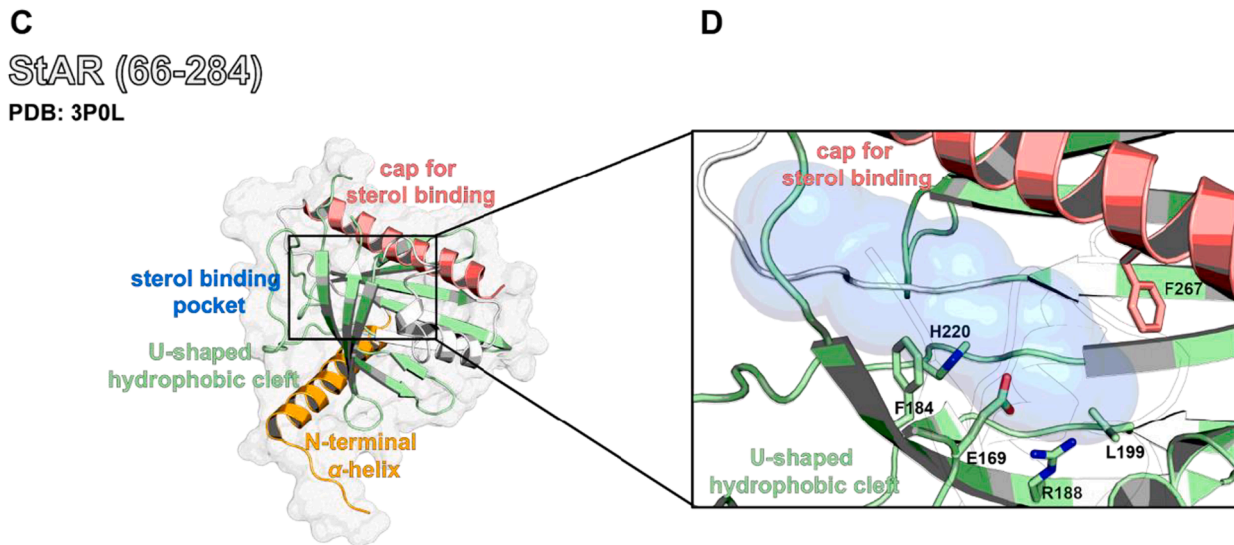 C
StAR (66-284)
PDB: 3P0L
cap for
sterol binding
sterol binding
pocket
U-shaped
hydrophobic cleft
N-terminal
α-helix
D
cap for
sterol binding
F267
H220
F184
E169
L199
R188
U-shaped
hydrophobic cleft